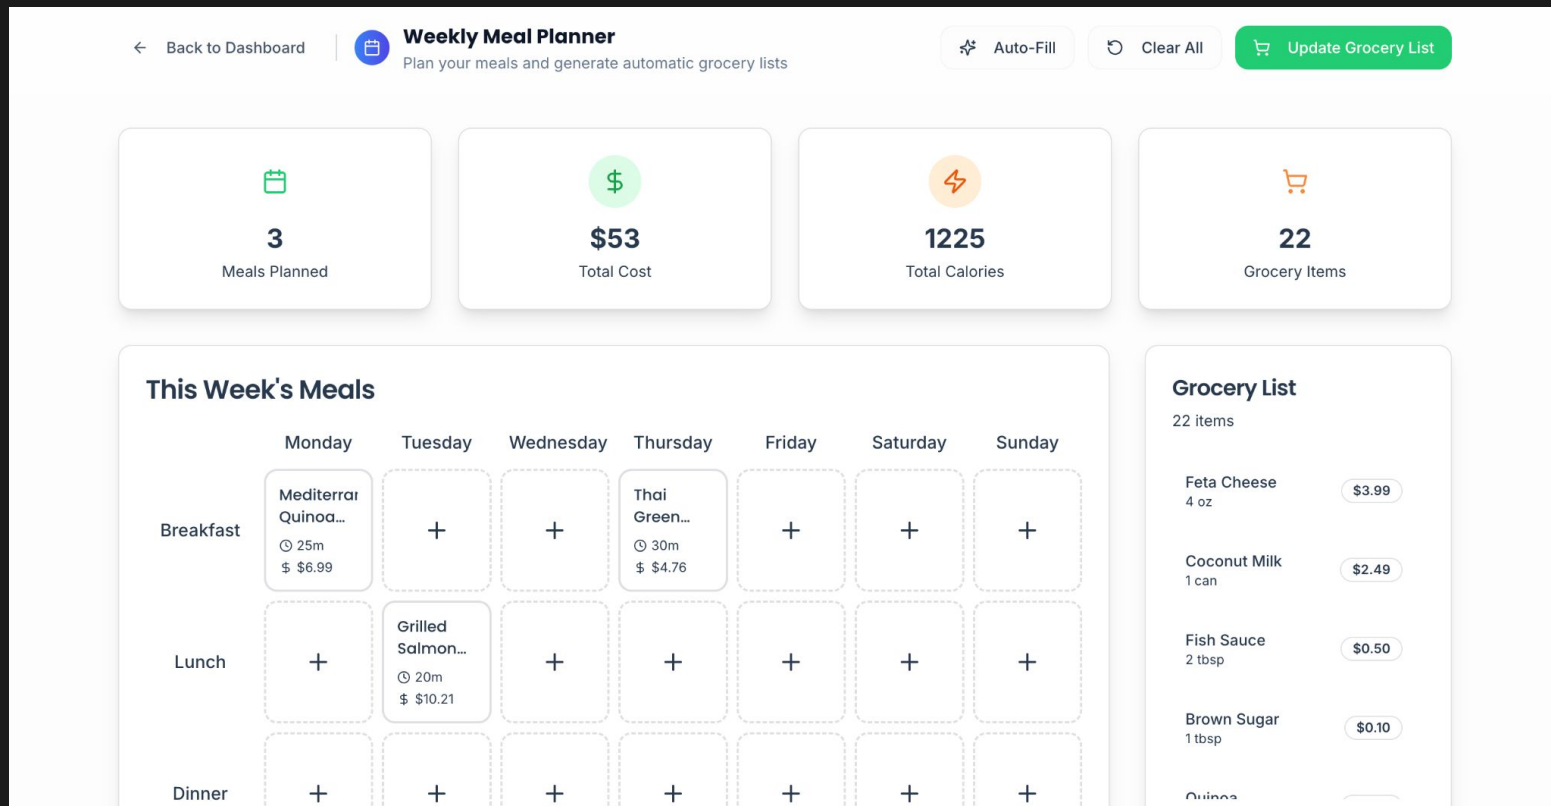 Back to Dashboard
Weekly Meal Planner
Plan your meals and generate automatic grocery lists
Auto-Fill
Clear All
Update Grocery List
3
Meals Planned
$53
Total Cost
1225
Total Calories
22
Grocery Items
This Week's Meals
Monday Tuesday Wednesday Thursday Friday Saturday Sunday
Breakfast
Mediterran
Quinoa...
25m
$ $6.99
Thai
Green...
30m
$ $4.76
Lunch
Grilled
Salmon...
20m
$ $10.21
Dinner
Grocery List
22 items
Feta Cheese
4 oz
$3.99
Coconut Milk
1 can
$2.49
Fish Sauce
2 tbsp
$0.50
Brown Sugar
1 tbsp
$0.10
Quinoa